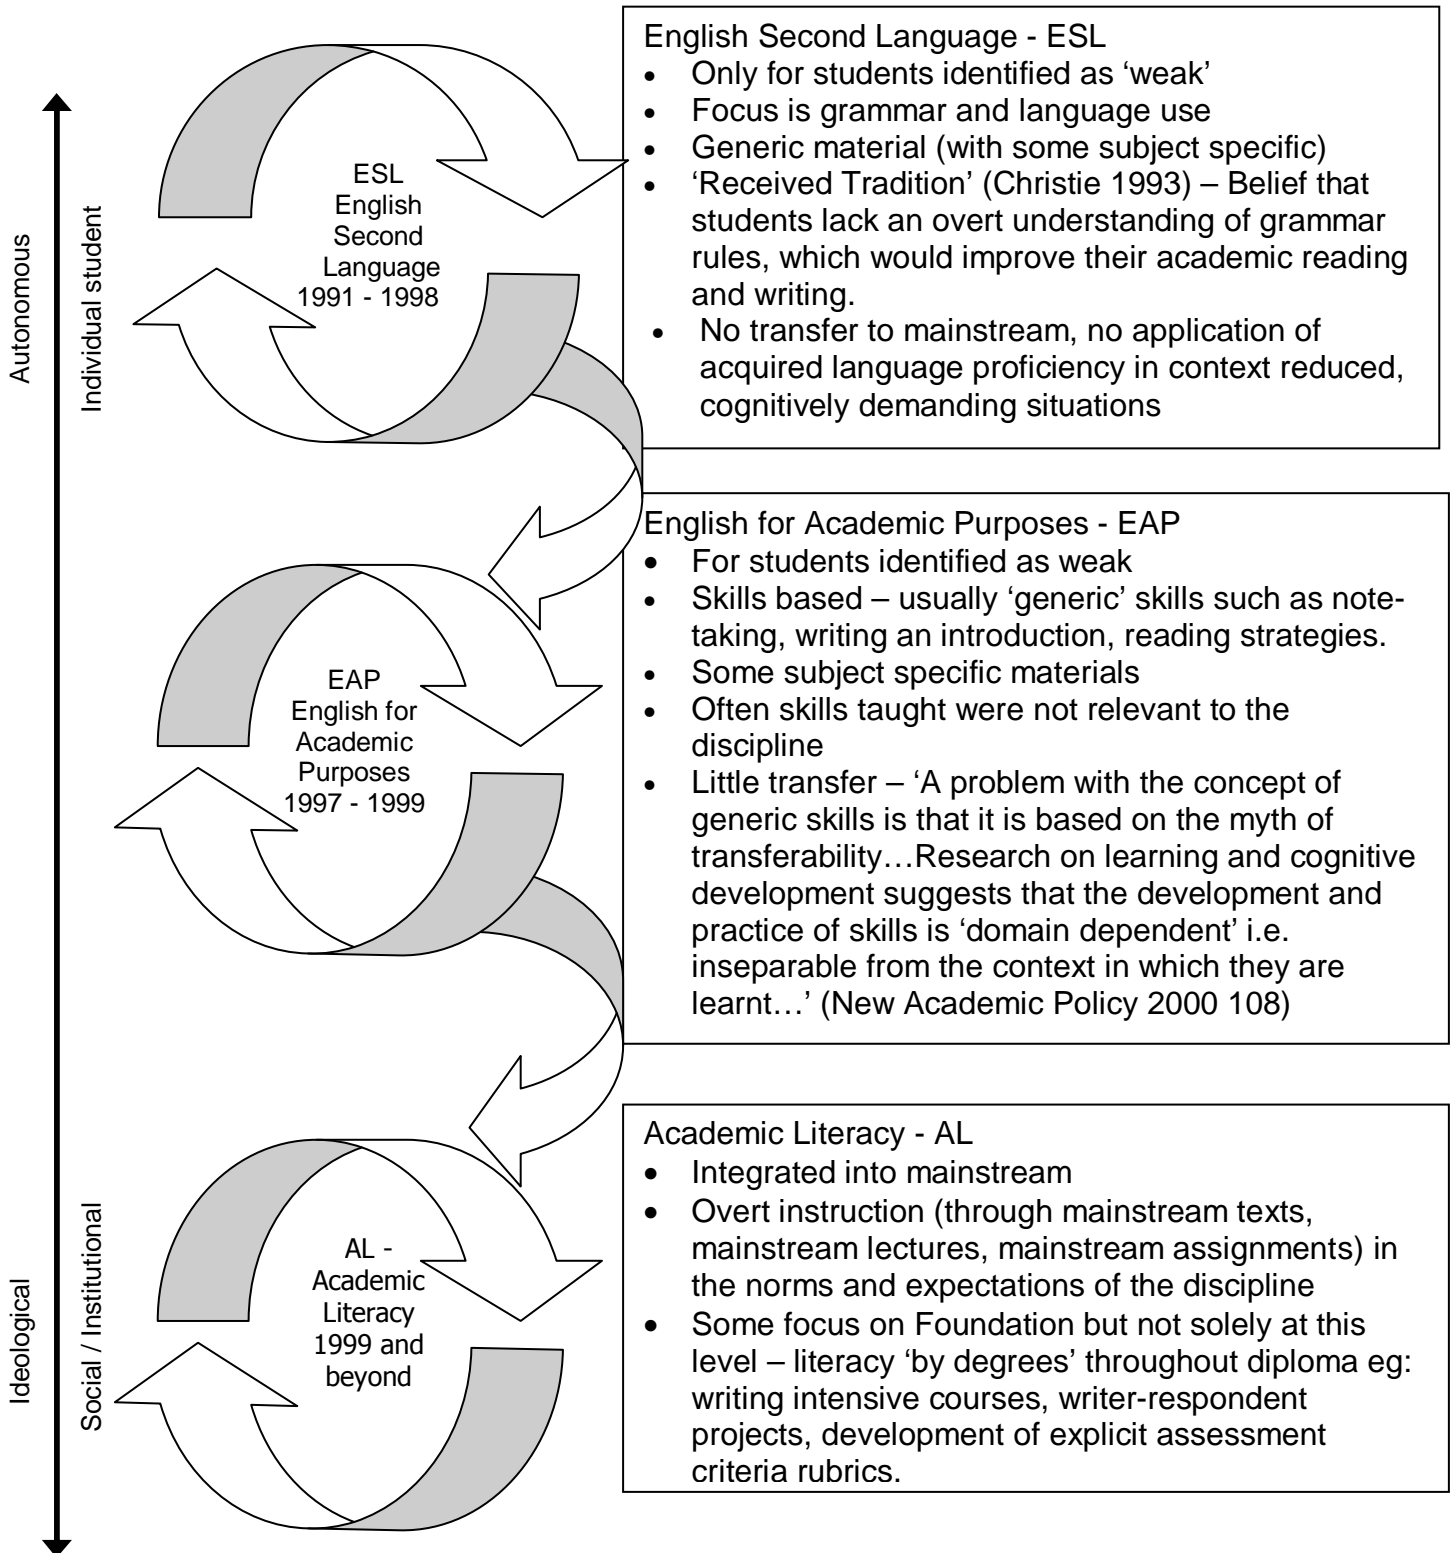 English Second Language - ESL
• Only for students identified as ‘weak’
• Focus is grammar and language use
• Generic material (with some subject specific)
• ‘Received Tradition’ (Christie 1993) – Belief that
students lack an overt understanding of grammar
rules, which would improve their academic reading
and writing.
• No transfer to mainstream, no application of
acquired language proficiency in context reduced,
cognitively demanding situations
ESL
English
Second
Language
1991 - 1998
Autonomous
Individual student
English for Academic Purposes - EAP
• For students identified as weak
• Skills based – usually ‘generic’ skills such as note-
taking, writing an introduction, reading strategies.
• Some subject specific materials
• Often skills taught were not relevant to the
discipline
• Little transfer – ‘A problem with the concept of
generic skills is that it is based on the myth of
transferability…Research on learning and cognitive
development suggests that the development and
practice of skills is ‘domain dependent’ i.e.
inseparable from the context in which they are
learnt…’ (New Academic Policy 2000 108)
EAP
English for
Academic
Purposes
1997 - 1999
Academic Literacy - AL
• Integrated into mainstream
• Overt instruction (through mainstream texts,
mainstream lectures, mainstream assignments) in
the norms and expectations of the discipline
• Some focus on Foundation but not solely at this
level – literacy ‘by degrees’ throughout diploma eg:
writing intensive courses, writer-respondent
projects, development of explicit assessment
criteria rubrics.
AL -
Academic
Literacy
1999 and
beyond
Ideological
Social / Institutional